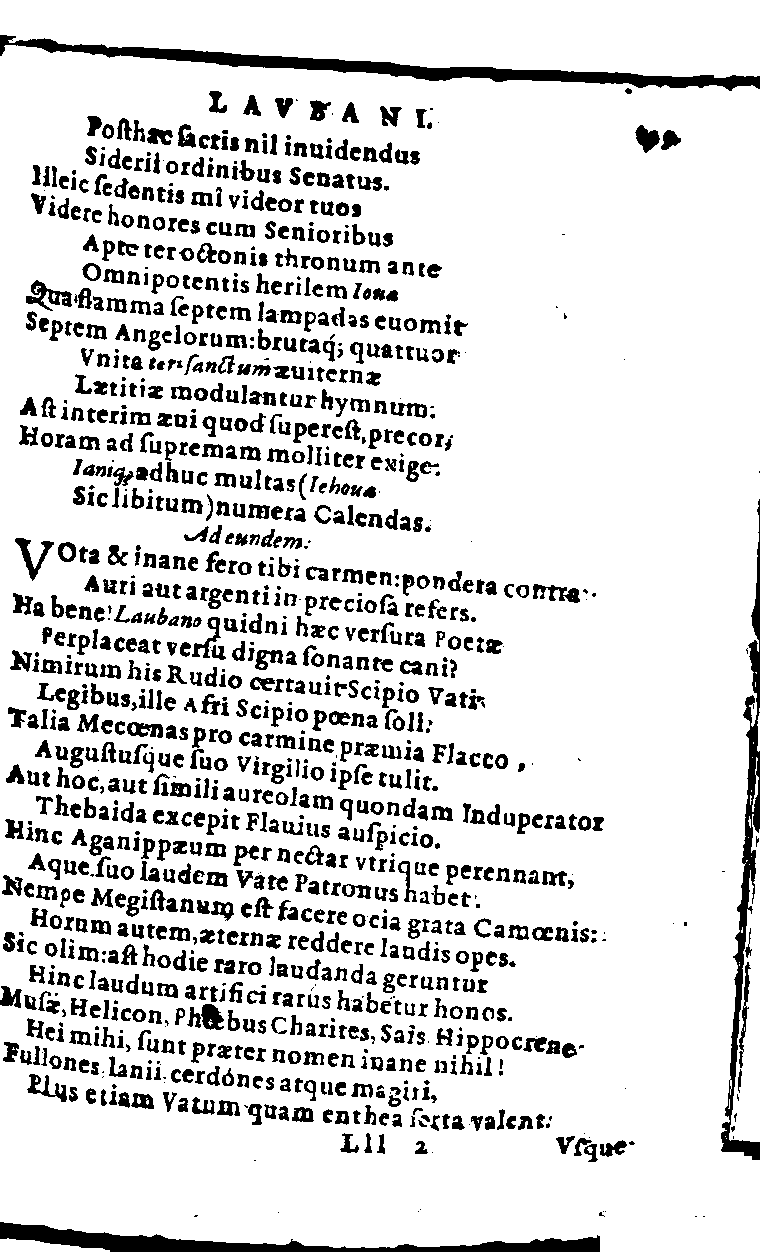 LAVBANI.
Posthæc sactis nil inuidendus
Siderii ordinibus Senatus.
Illeic sedentis mî videor tuos
Videre honores cum Senioribus
Apte ter octonis thronum ante
Omnipotentis herilem Ioua
Qua flamma septem lampadas euomit
Septem Angelorum: brutaq́; quattuor
Vnita ter sanctum æuiternæ
Lætitiæ modulantur hymnum:
Ast interim æui quod superest, precor,
Horam ad supremam molliter exige:
Ianiq́; adhuc multas (Iehoua
Sic libitum) numera Calendas.
Ad eundem:
VOta & inane fero tibi carmen: pondera contra
Auri aut argenti in preciosa refers.
Ha bene! Laubano quidni hæc versura Poetæ
Perplaceat versu digna sonante cani?
Nimirum his Rudio certauit Scipio Vati
Legibus, ille Afri Scipio pœna soli:
Talia Mecœnas pro carmine præmia Flacco,
Augustusque suo Virgilio ipse tulit.
Aut hoc, aut simili aureolam quondam Induperator
Thebaida excepit Flauius auspicio.
Hinc Aganippæum per nectar vtrique perennant,
Aque suo laudem Vate Patronus habet.
Nempe Megistanum est facere ocia grata Camœnis:
Horum autem, æternæ reddere laudis opes.
Sic olim: ast hodie raro laudanda geruntur
Hinc laudum artifici rarus habetur honos.
Musæ, Helicon, Phœbus Charites, Sais Hippocrene
Hei mihi, sunt præter nomen inane nihil!
Fullones, lanii, cerdónes atque magiri,
Plus etiam Vatum quam enthea serta valent:
Lll 2 Vsque